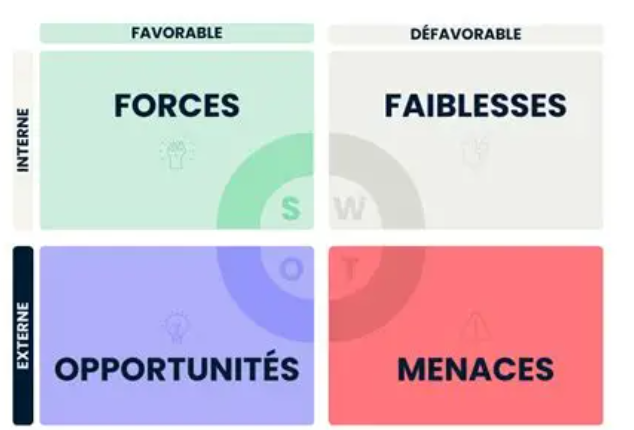 FAVORABLE
DÉFAVORABLE
INTERNE
FORCES
FAIBLESSES
S
W
O
T
EXTERNE
OPPORTUNITÉS
MENACES